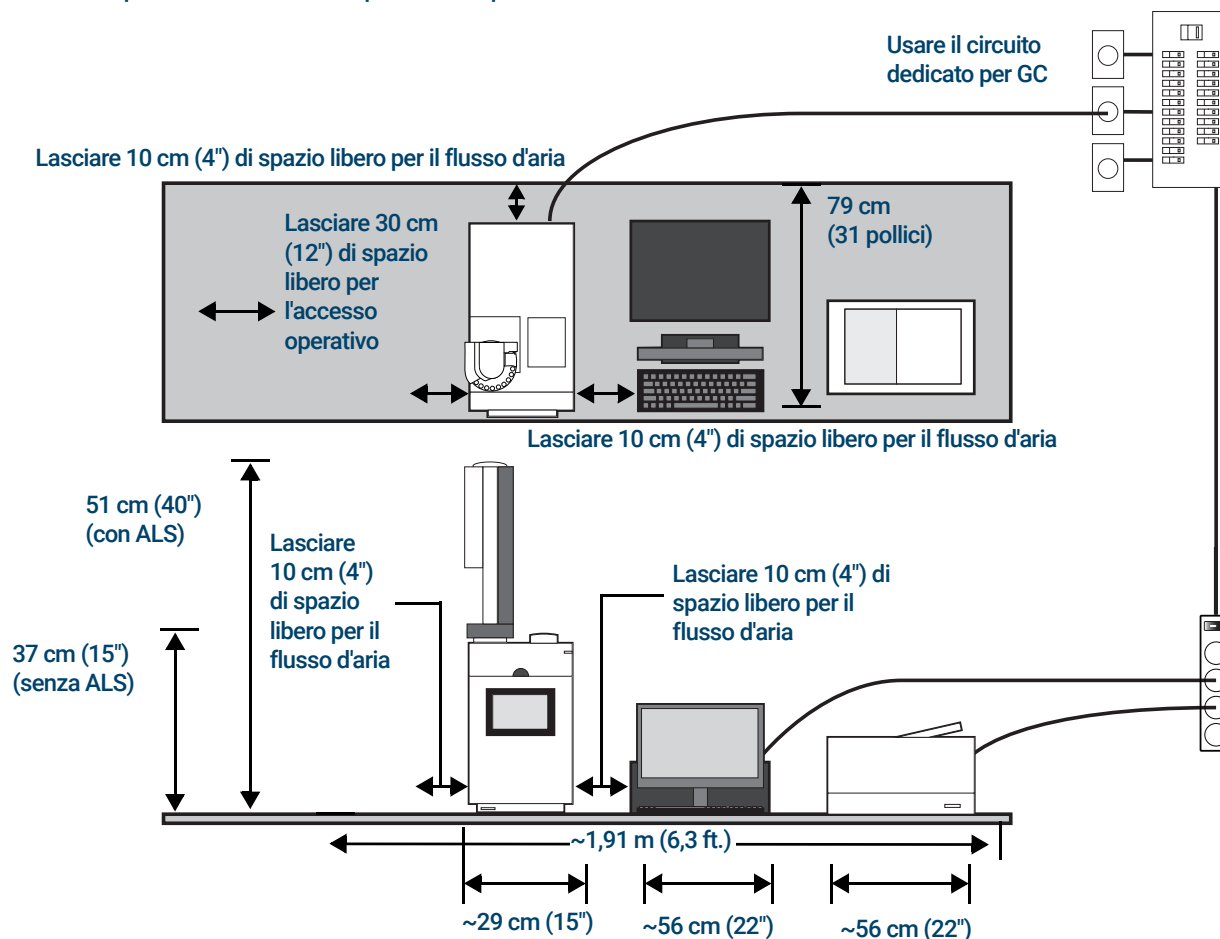 Usare il circuito
dedicato per GC
Lasciare 10 cm (4") di spazio libero per il flusso d'aria
Lasciare 30 cm
(12") di spazio
libero per
l'accesso
operativo
79 cm
(31 pollici)
Lasciare 10 cm (4") di spazio libero per il flusso d'aria
51 cm (40")
(con ALS)
Lasciare
10 cm (4")
di spazio
libero per il
flusso d'aria
Lasciare 10 cm (4") di
spazio libero per il
flusso d'aria
37 cm (15")
(senza ALS)
~1,91 m (6,3 ft.)
~29 cm (15")
~56 cm (22")
~56 cm (22")